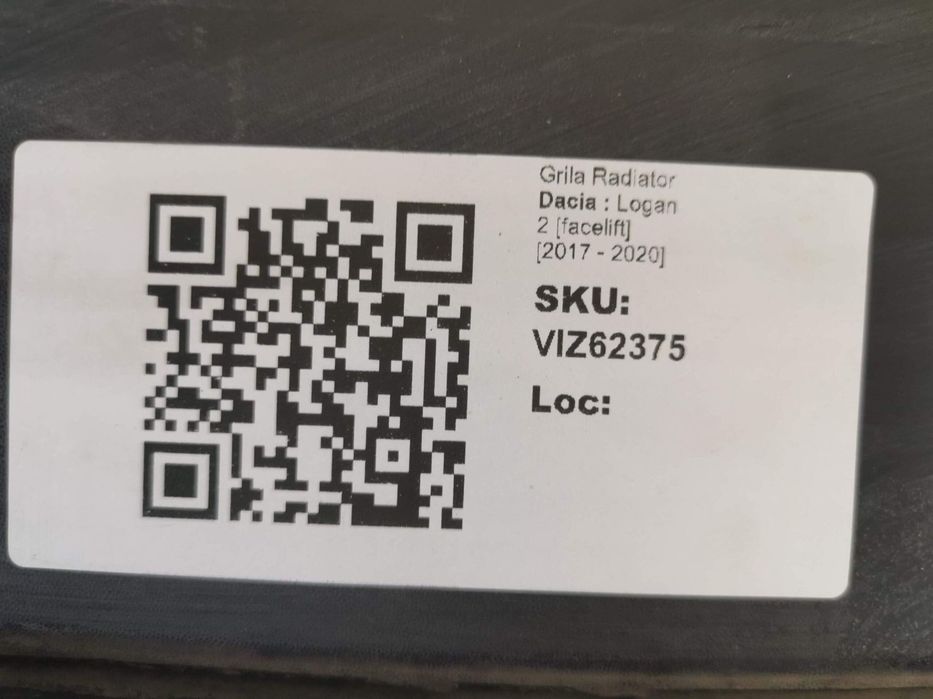 Grila Radiator
Dacia : Logan
2 [facelift]
[2017 - 2020]
SKU:
VIZ62375
Loc: